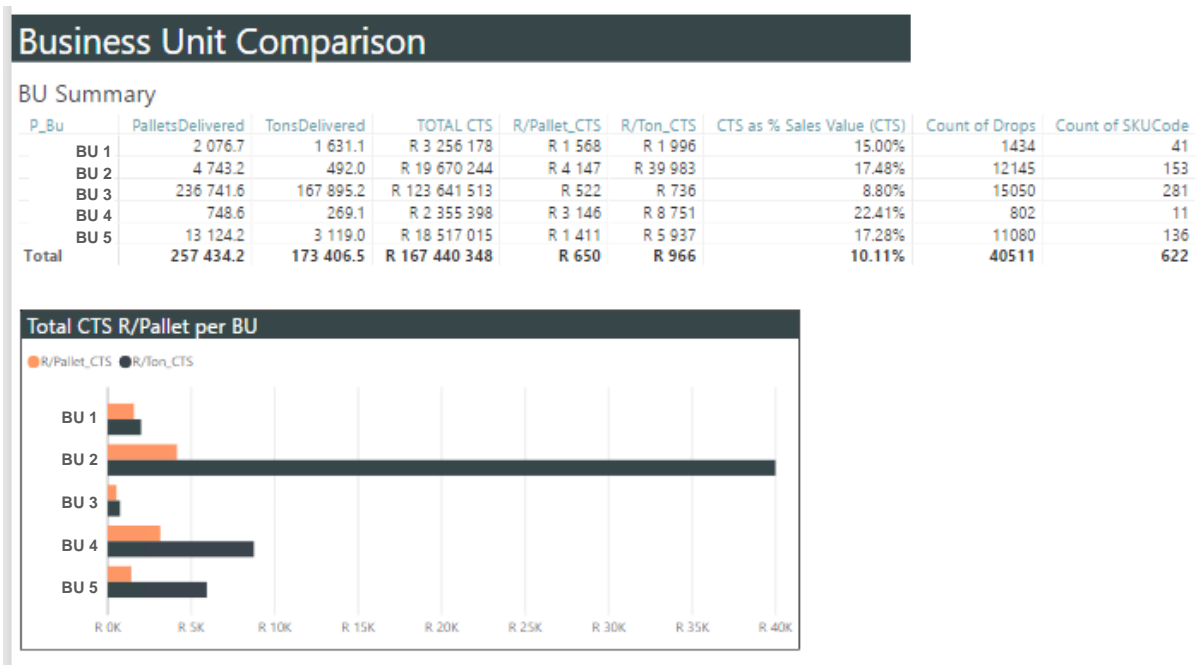 Business Unit Comparison
BU Summary
P_Bu PalletsDelivered TonsDelivered TOTAL CTS R/Pallet_CTS R/Ton_CTS CTS as % Sales Value (CTS) Count of Drops Count of SKUCode
BU 1 2 076.7 1 631.1 R 3 256 178 R 1 568 R 1 996 15.00% 1434 41
BU 2 4 743.2 492.0 R 19 670 244 R 4 147 R 39 983 17.48% 12145 153
BU 3 236 741.6 167 895.2 R 123 641 513 R 522 R 736 8.80% 15050 281
BU 4 748.6 269.1 R 2 355 398 R 3 146 R 8 751 22.41% 802 11
BU 5 13 124.2 3 119.0 R 18 517 015 R 1 411 R 5 937 17.28% 11080 136
Total 257 434.2 173 406.5 R 167 440 348 R 650 R 966 10.11% 40511 622
Total CTS R/Pallet per BU
R/Pallet_CTS R/Ton_CTS
BU 1
BU 2
BU 3
BU 4
BU 5
R 0K R 5K R 10K R 15K R 20K R 25K R 30K R 35K R 40K